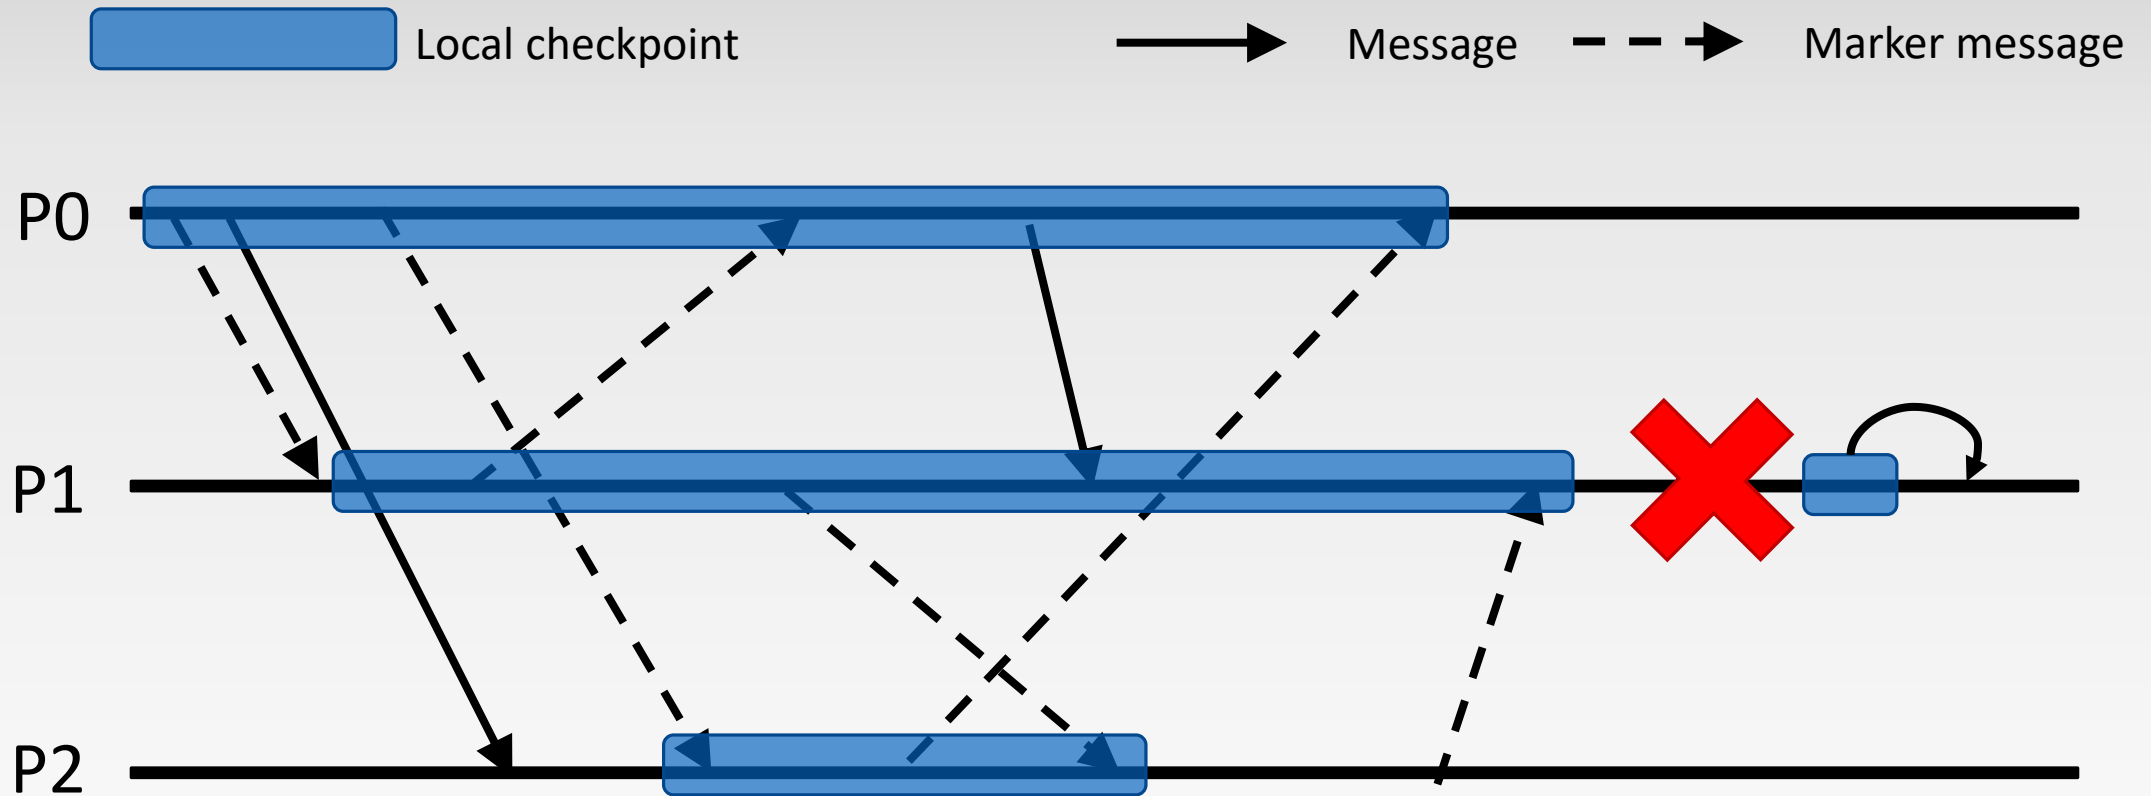 Local checkpoint
Message
Marker message
P0
P1
P2